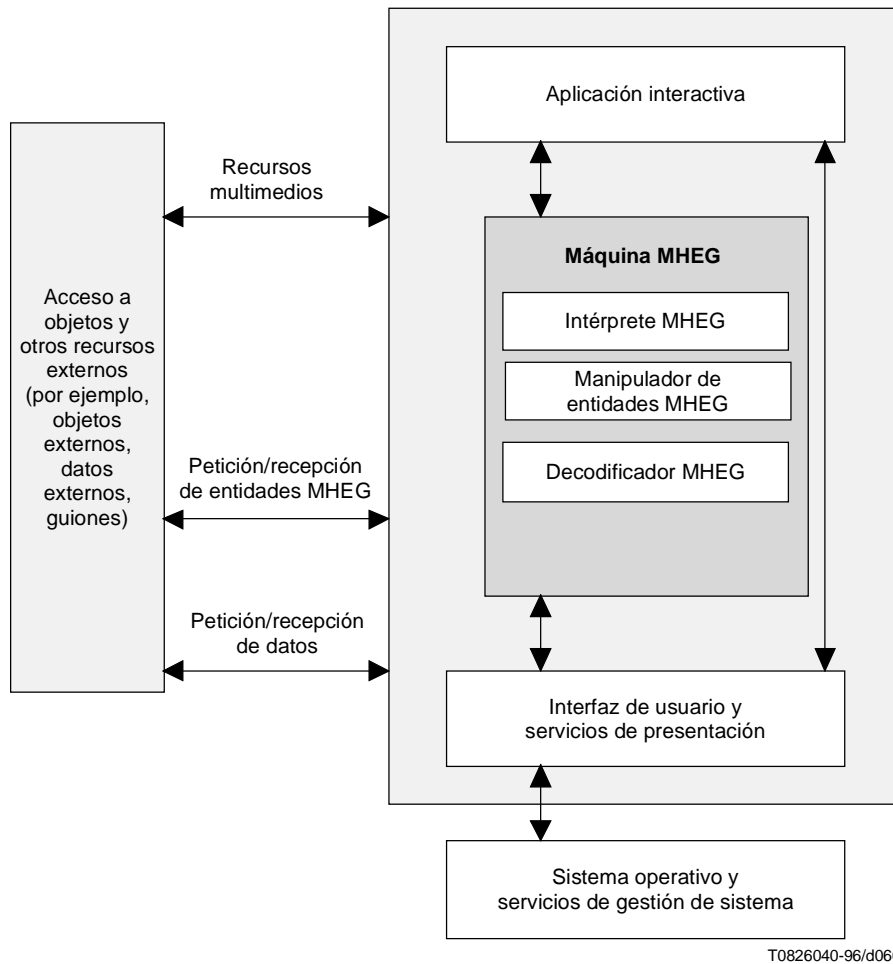 Aplicación interactiva
Recursos
multimedios
Máquina MHEG
Intérprete MHEG
Manipulador de
entidades MHEG
Decodificador MHEG
Acceso a
objetos y
otros recursos
externos
(por ejemplo,
objetos
externos,
datos
externos,
guiones)
Petición/recepción
de entidades MHEG
Petición/recepción
de datos
Interfaz de usuario y
servicios de presentación
Sistema operativo y
servicios de gestión de sistema